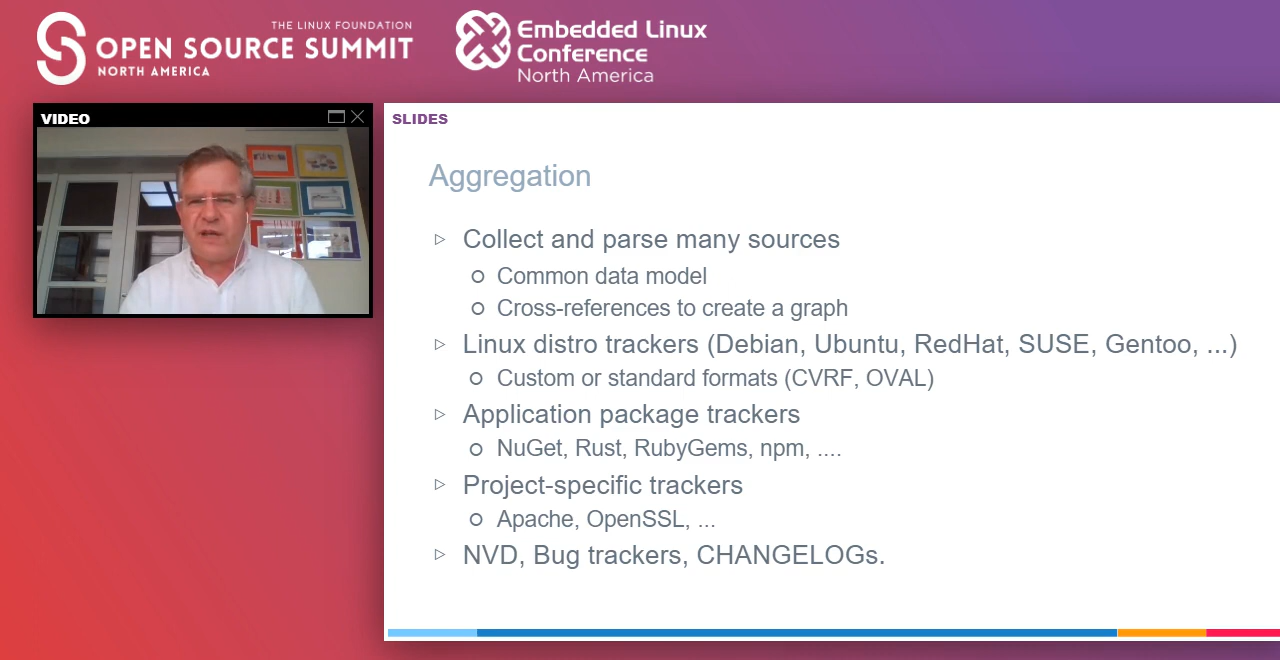 THE LINUX FOUNDATION
OPEN SOURCE SUMMIT
NORTH AMERICA
Embedded Linux
Conference
North America
VIDEO
SLIDES
Aggregation
Collect and parse many sources
Common data model
Cross-references to create a graph
Linux distro trackers (Debian, Ubuntu, RedHat, SUSE, Gentoo, ...)
Custom or standard formats (CVRF, OVAL)
Application package trackers
NuGet, Rust, RubyGems, npm, ....
Project-specific trackers
Apache, OpenSSL, ...
NVD, Bug trackers, CHANGELOGs.